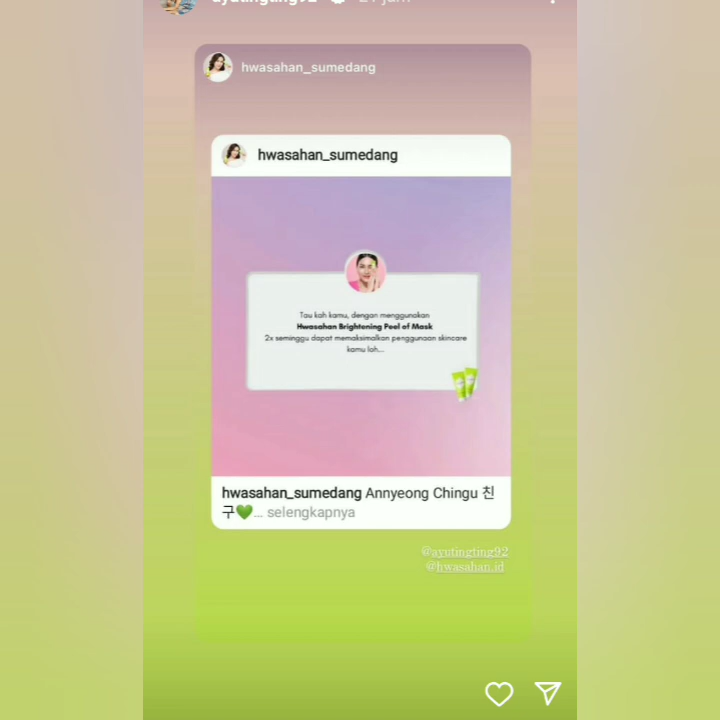 hwasahan_sumedang
hwasahan_sumedang
Tau kah kamu, dengan menggunakan
Hwasahan Brightening Peel of Mask
2x seminggu dapat memaksimalkan penggunaan skincare
kamu loh...
hwasahan_sumedang Annyeong Chingu 친
구💚... selengkapnya
@ayutingting92
@hwasahan.id